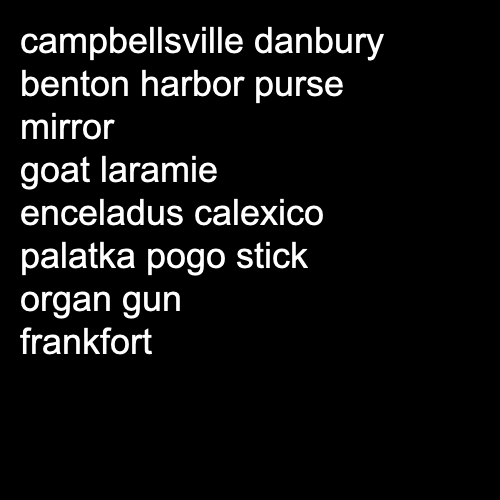 campbellsville danbury
benton harbor purse
mirror
goat laramie
enceladus calexico
palatka pogo stick
organ gun
frankfort